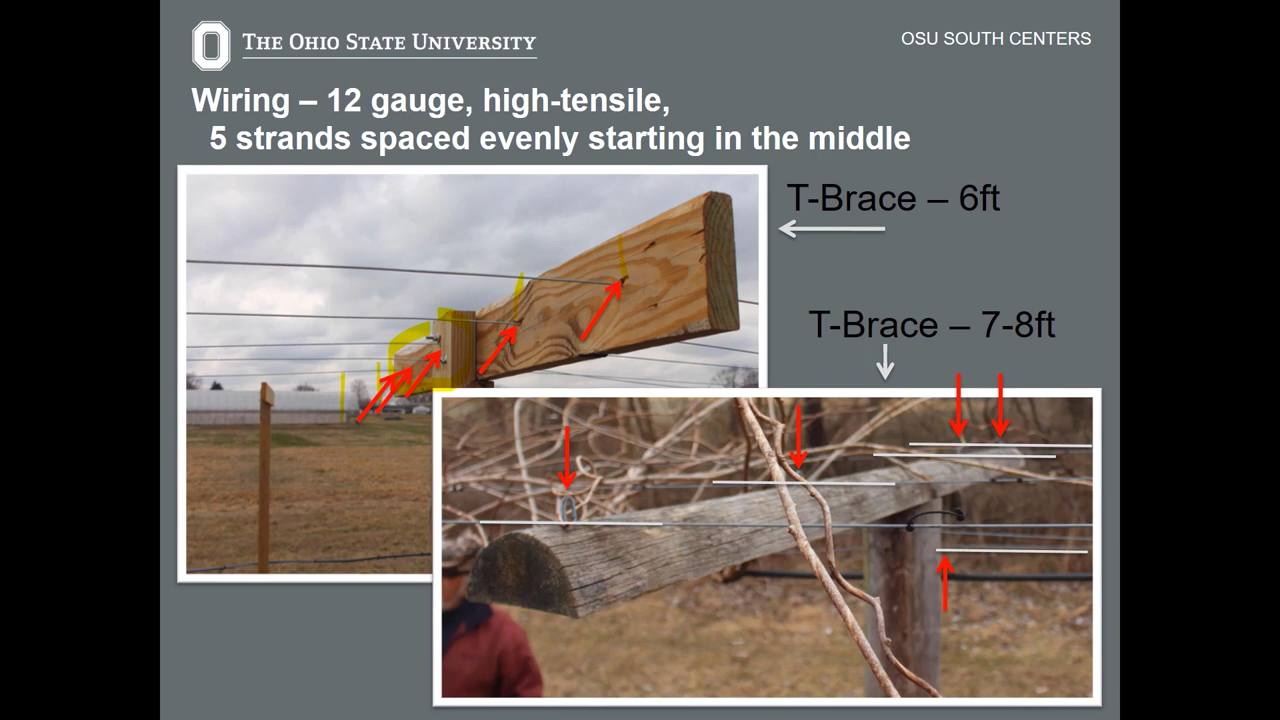 THE OHIO STATE UNIVERSITY
OSU SOUTH CENTERS
Wiring – 12 gauge, high-tensile,
5 strands spaced evenly starting in the middle
T-Brace – 6ft
T-Brace – 7-8ft